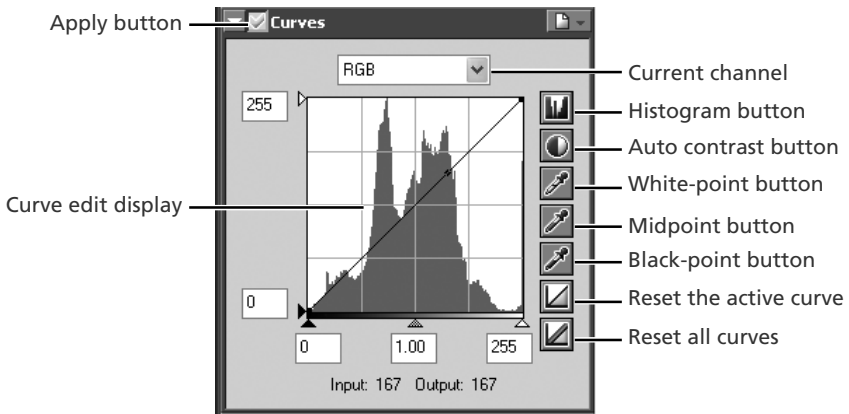 Apply button
Curves
RGB
Current channel
255
Histogram button
Auto contrast button
White-point button
Curve edit display
Midpoint button
Black-point button
0
Reset the active curve
Reset all curves
0 1.00 255
Input: 167 Output: 167